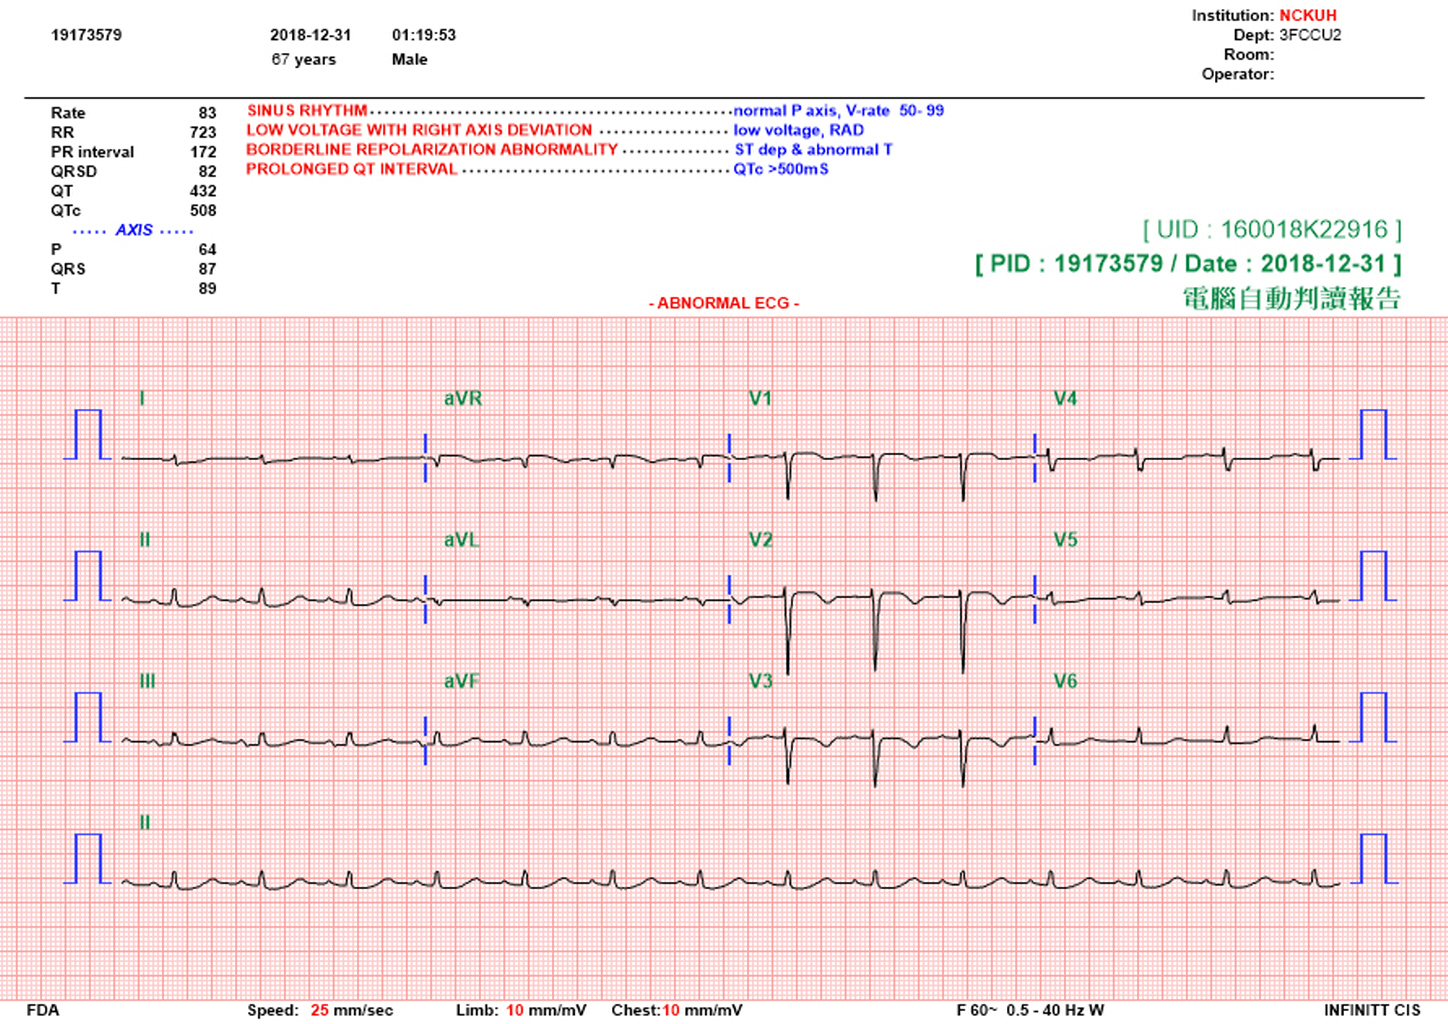 Institution: NCKUH
19173579 2018-12-31 01:19:53 Dept: 3FCCU2
67 years Male Room:
Operator:
Rate 83 SINUS RHYTHM normal P axis, V-rate 50- 99
RR 723 LOW VOLTAGE WITH RIGHT AXIS DEVIATION low voltage, RAD
PR interval 172 BORDERLINE REPOLARIZATION ABNORMALITY ST dep & abnormal T
QRSD 82 PROLONGED QT INTERVAL QTc >500mS
QT 432
QTc 508
····· AXIS ·····
P 64
QRS 87
T 89
[ UID : 160018K22916 ]
[ PID : 19173579 / Date : 2018-12-31 ]
電腦自動判讀報告
- ABNORMAL ECG -
I aVR V1 V4
II aVL V2 V5
III aVF V3 V6
II
FDA Speed: 25 mm/sec Limb: 10 mm/mV Chest:10 mm/mV F 60~ 0.5 - 40 Hz W INFINITT CIS